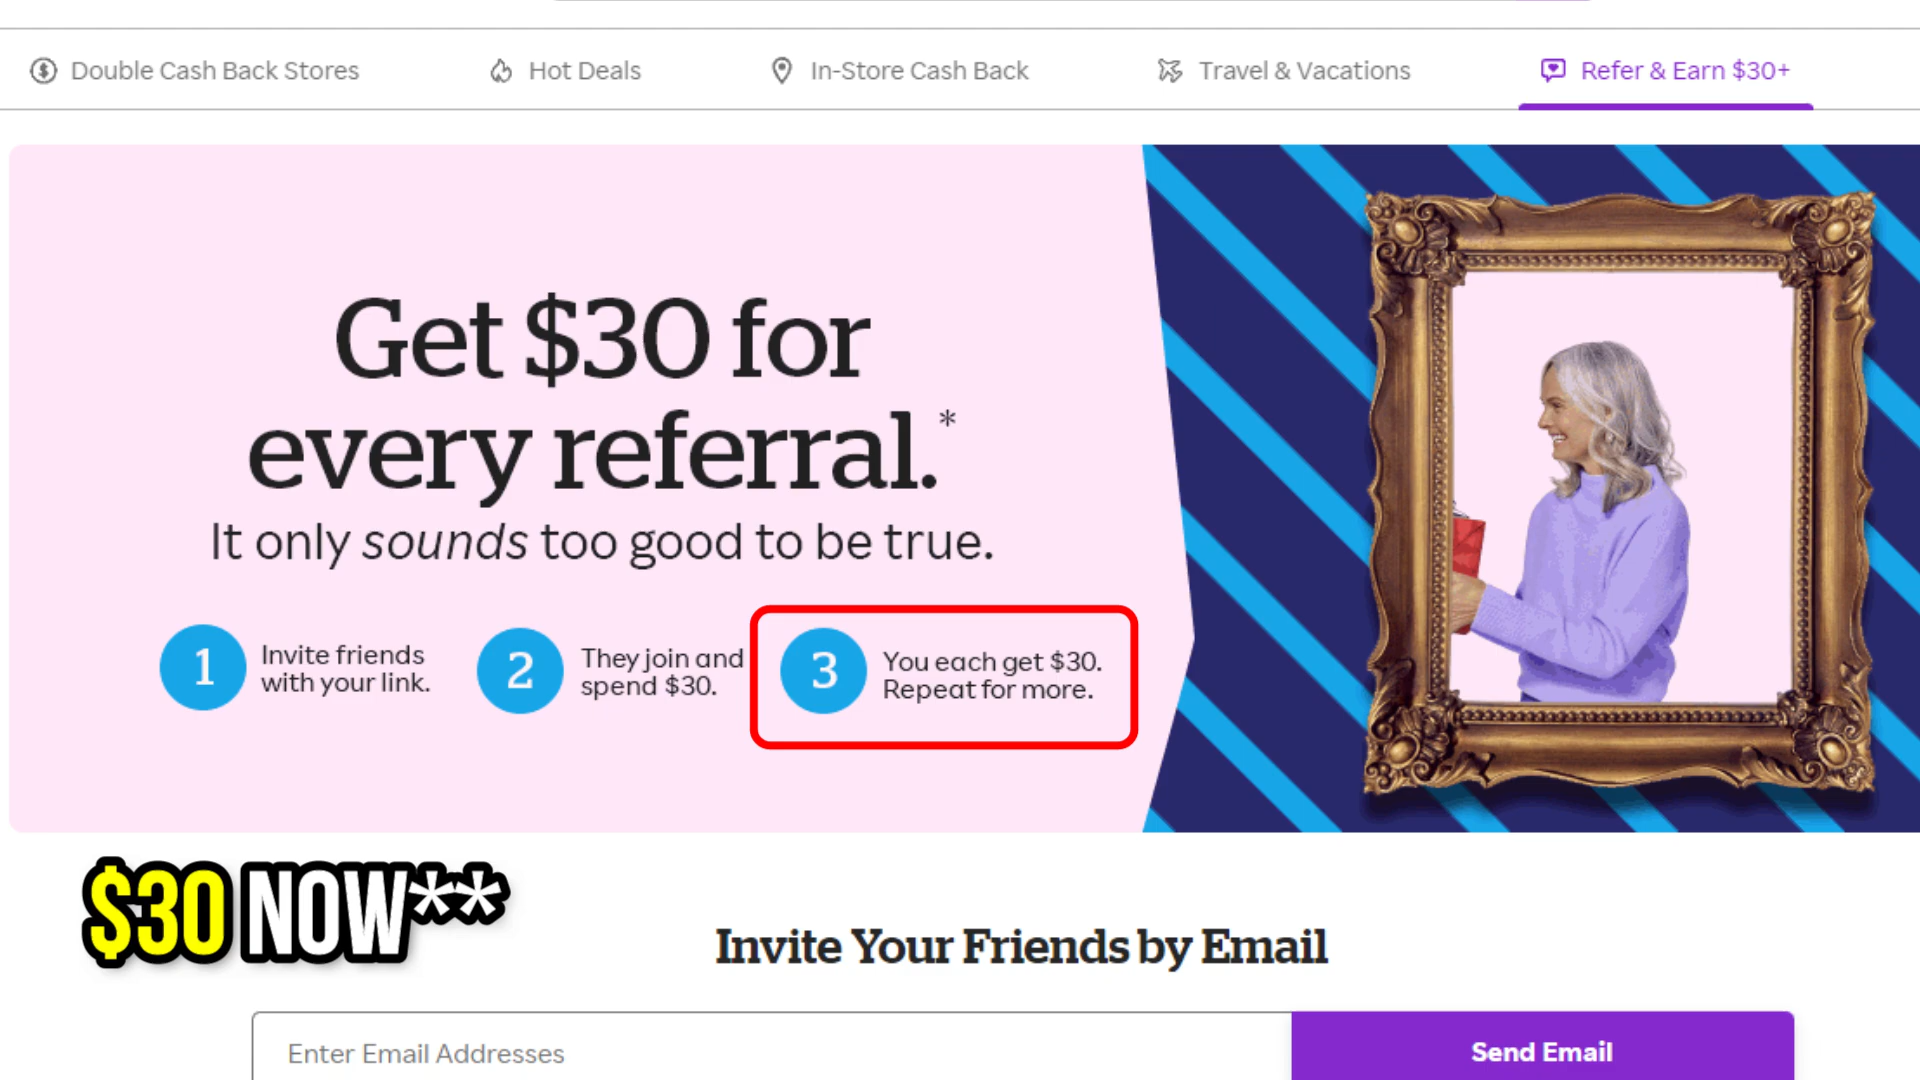 Double Cash Back Stores
Hot Deals
In-Store Cash Back
Travel & Vacations
Refer & Earn $30+
Get $30 for
every referral.*
It only sounds too good to be true.
1
Invite friends
with your link.
2
They join and
spend $30.
3
You each get $30.
Repeat for more.
$30 NOW**
Invite Your Friends by Email
Enter Email Addresses
Send Email